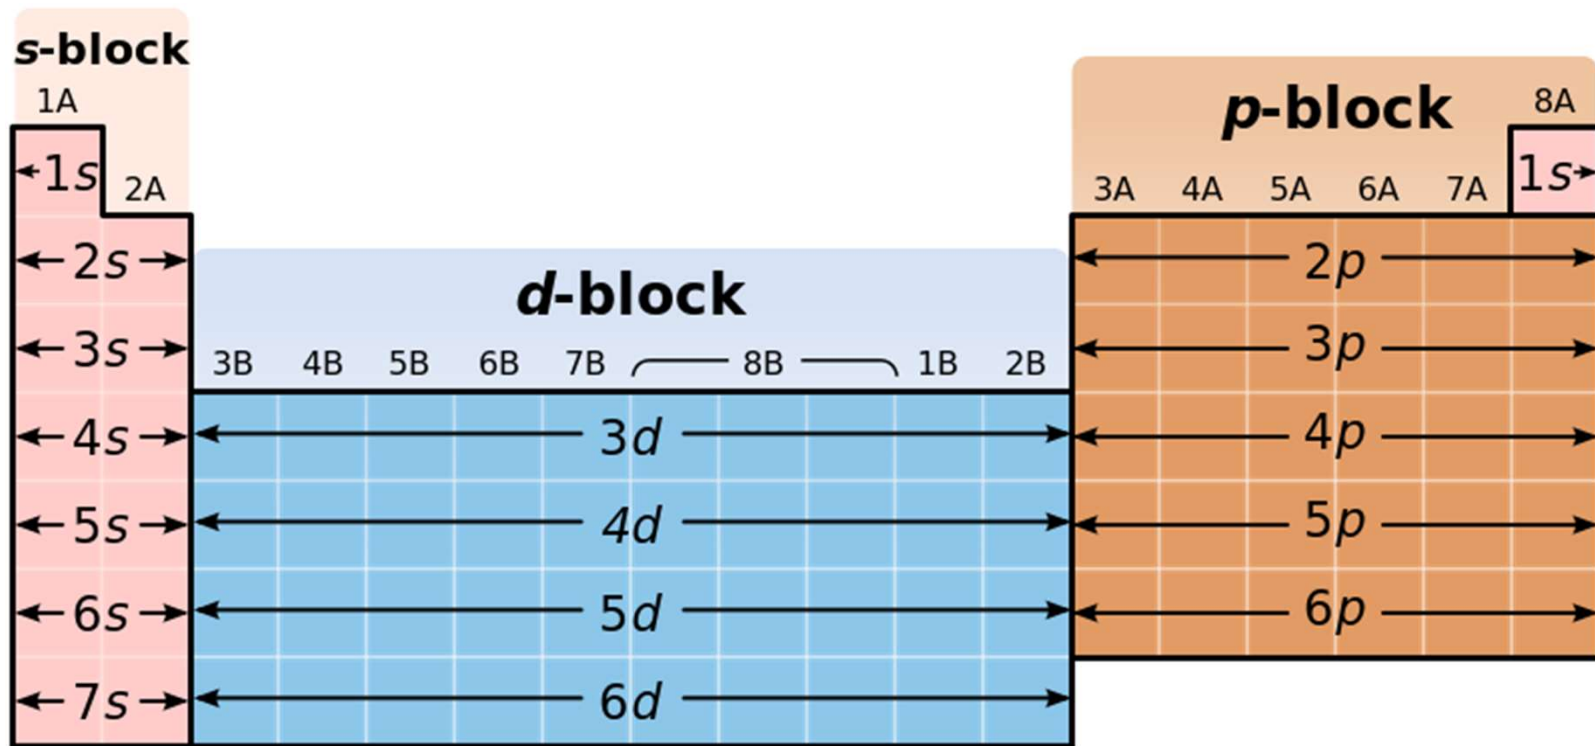 s-block
p-block
1A
8A
1s
1s
2A
3A 4A 5A 6A 7A
2s
2p
d-block
3s
3p
3B 4B 5B 6B 7B 8B 1B 2B
4s 3d 4p
5s 4d 5p
6s 5d 6p
7s 6d